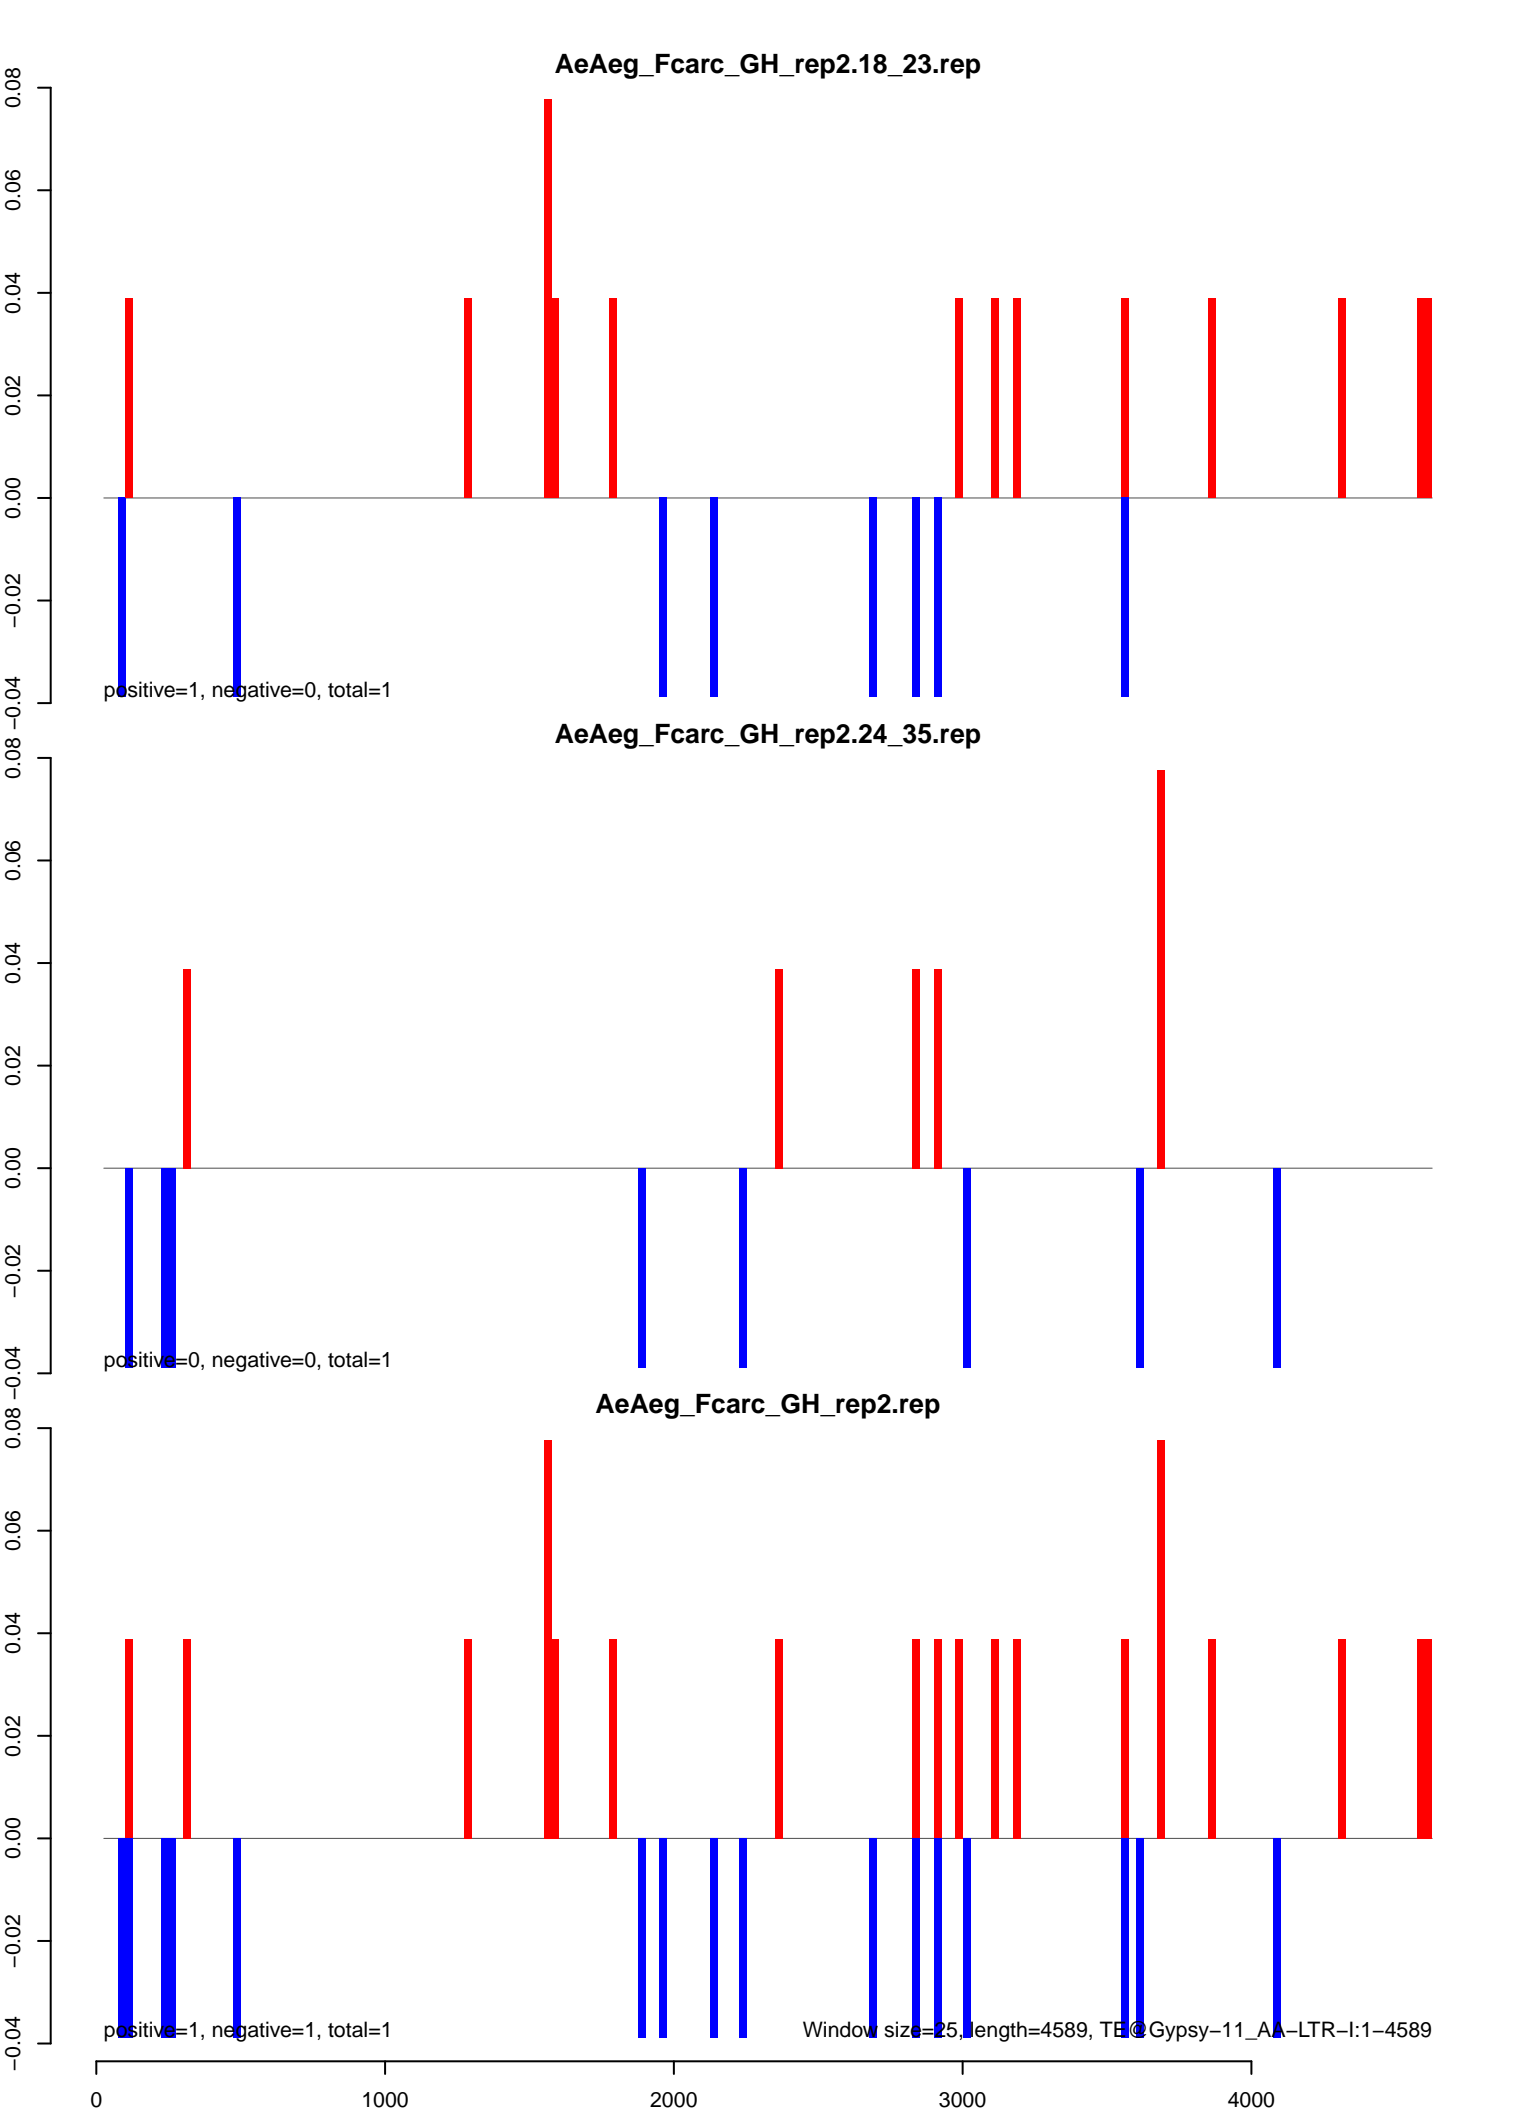 AeAeg_Fcarc_GH_rep2.18_23.rep
0.08
0.06
0.04
0.02
0.00
−0.02
−0.04
positive=1, negative=0, total=1
AeAeg_Fcarc_GH_rep2.24_35.rep
0.08
0.06
0.04
0.02
0.00
−0.02
−0.04
positive=0, negative=0, total=1
AeAeg_Fcarc_GH_rep2.rep
0.08
0.06
0.04
0.02
0.00
−0.02
−0.04
positive=1, negative=1, total=1
Window size=25, length=4589, TE@Gypsy−11_AA−LTR−I:1−4589
0 1000 2000 3000 4000